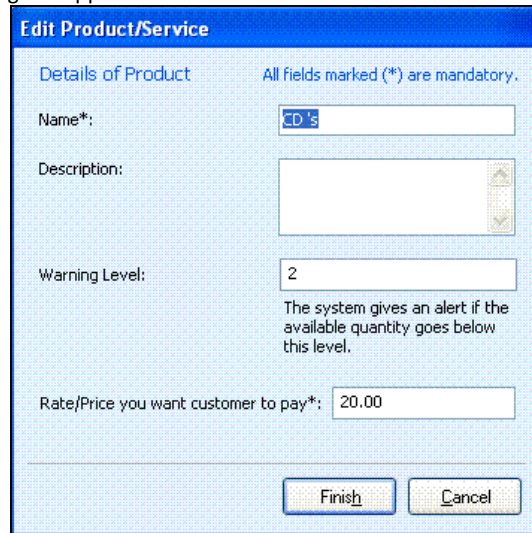 Edit Product/Service
Details of Product All fields marked (*) are mandatory.
Name*: CD 's
Description:
Warning Level: 2
The system gives an alert if the
available quantity goes below
this level.
Rate/Price you want customer to pay*: 20.00
Finish Cancel